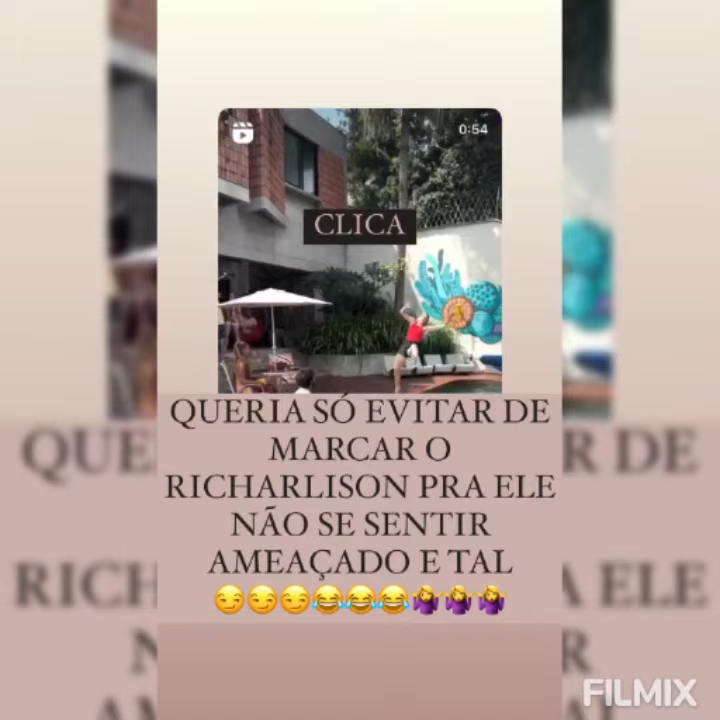 0:54
CLICA
QUERIA SÓ EVITAR DE
MARCAR O
RICHARLISON PRA ELE
NÃO SE SENTIR
AMEAÇADO E TAL
😏😏😏😂😂😂🤷‍♀️🤷‍♀️🤷‍♀️
FILMIX